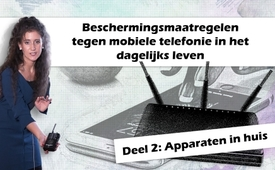 Beschermingsmaatregelen
tegen mobiele telefonie in het
dagelijks leven
Deel 2: Apparaten in huis